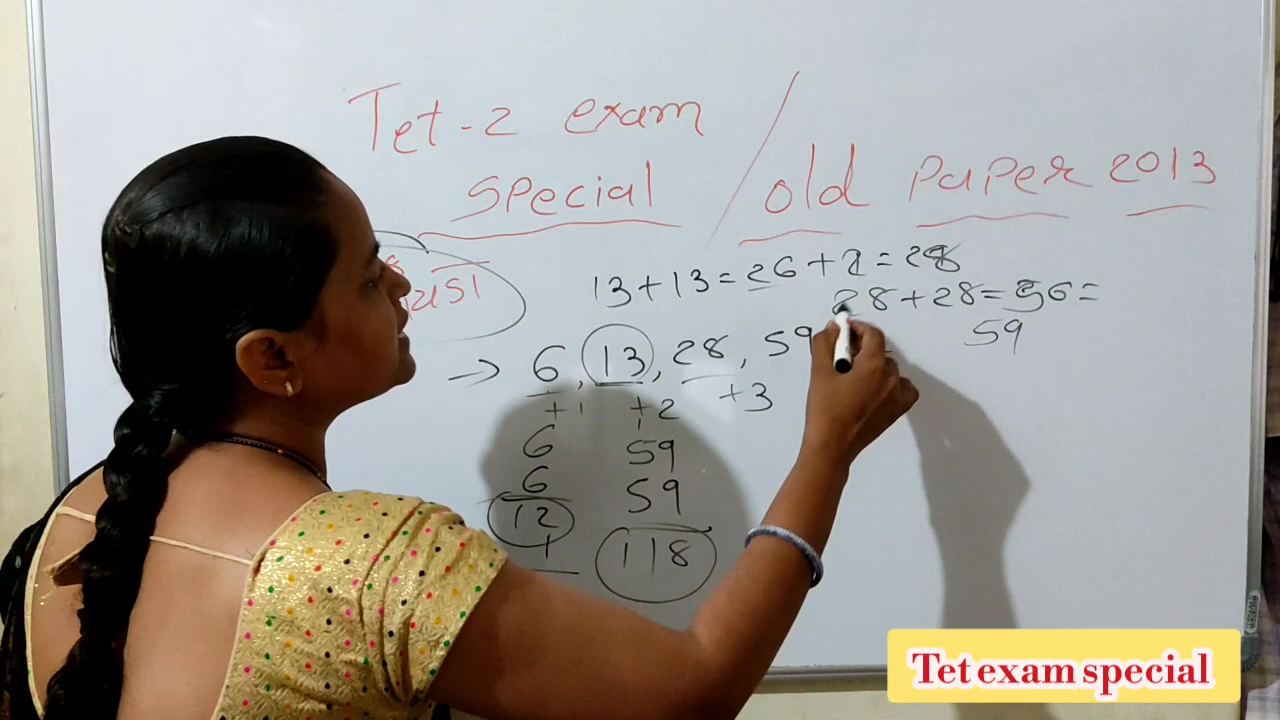 Tet-2 exam
special / old paper 2013
13+13=26+2=28
28+28=56=
59
→ 6, 13, 28, 59
+1 +2 +3
6 59
6 59
12 118
1
Tet exam special